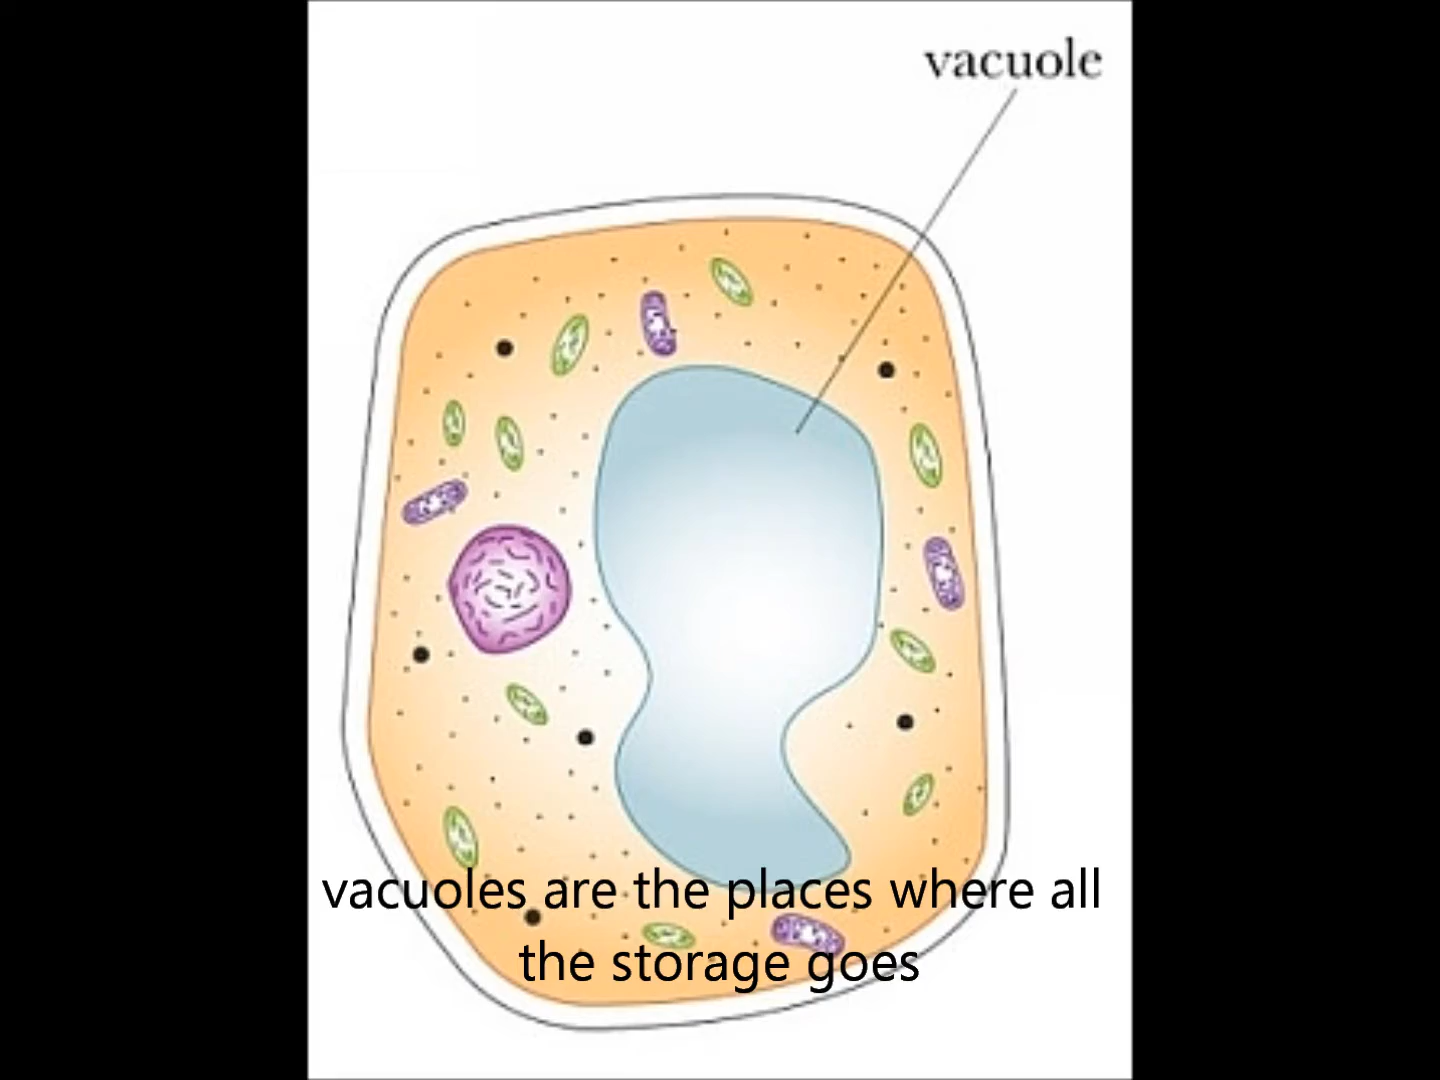 vacuole
vacuoles are the places where all
the storage goes